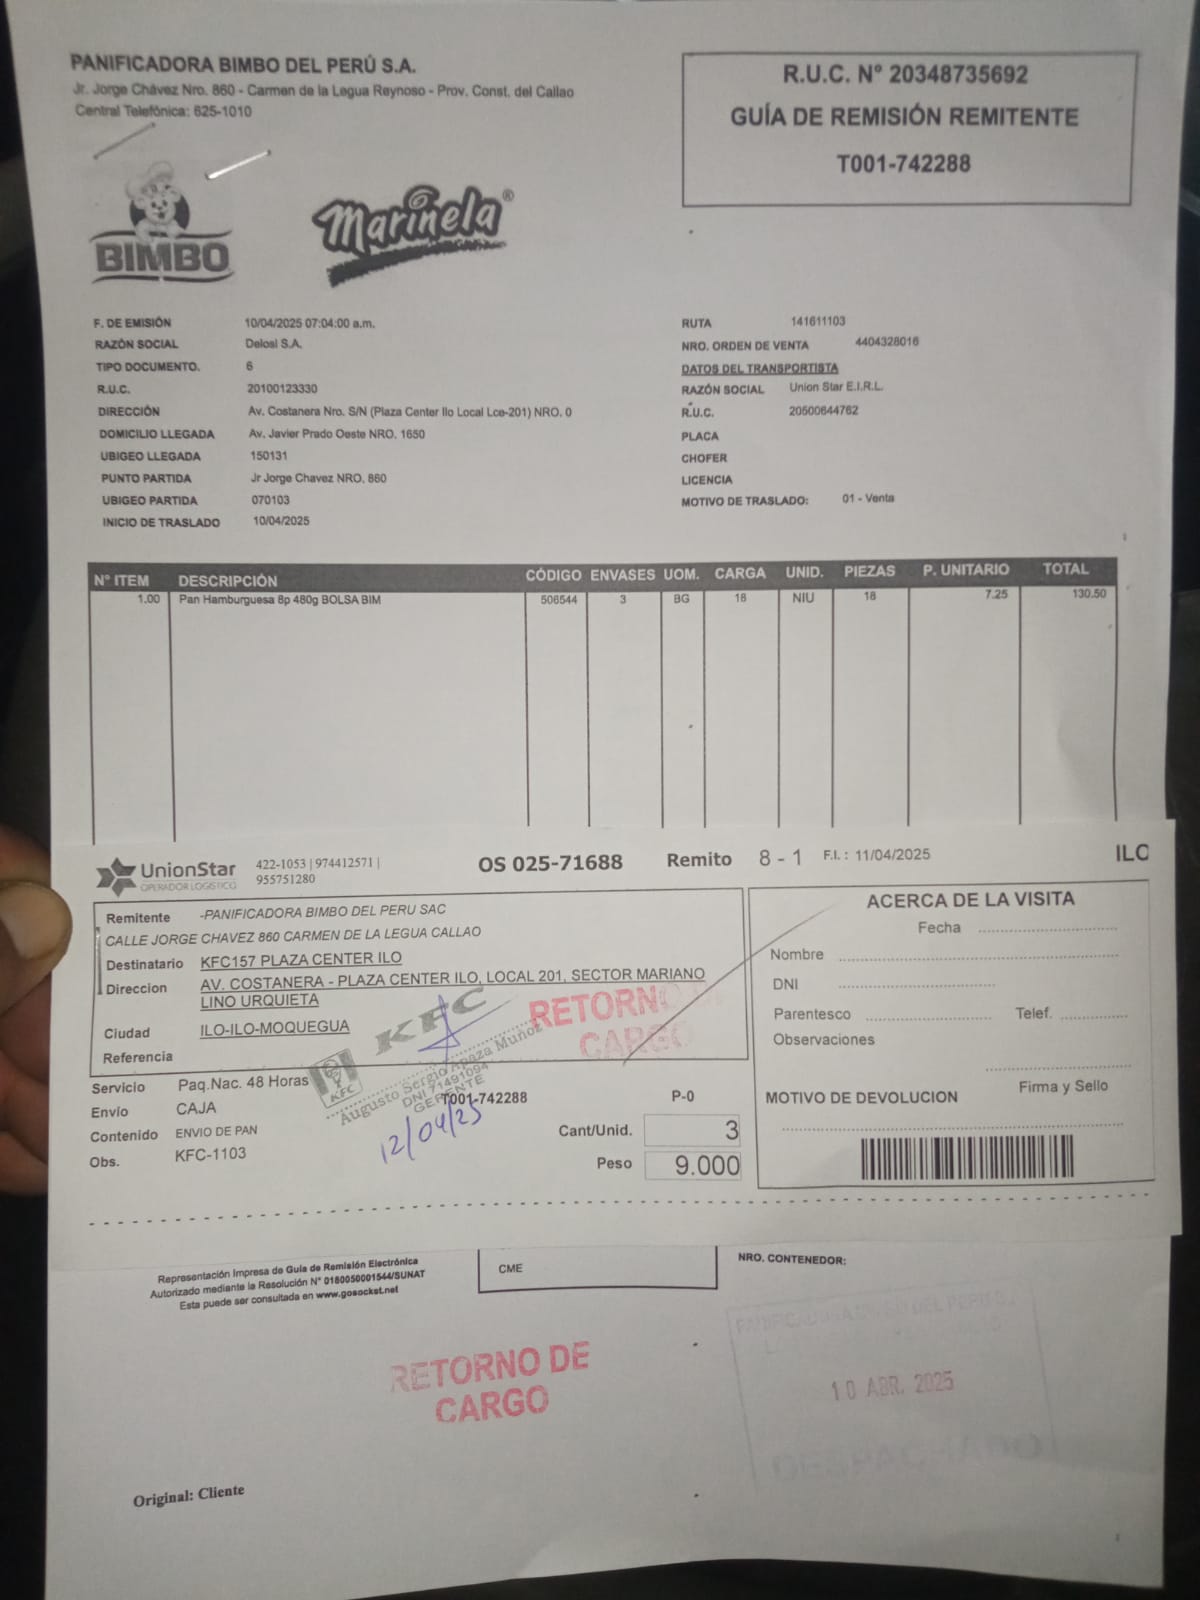 PANIFICADORA BIMBO DEL PERÚ S.A.
Jr. Jorge Chávez Nro. 860 - Carmen de la Legua Reynoso - Prov. Const. del Callao
Central Telefónica: 625-1010
R.U.C. N° 20348735692
GUÍA DE REMISIÓN REMITENTE
T001-742288
BIMBO
Marinela®
F. DE EMISIÓN 10/04/2025 07:04:00 a.m.
RAZÓN SOCIAL Delosi S.A.
TIPO DOCUMENTO. 6
R.U.C. 20100123330
DIRECCIÓN Av. Costanera Nro. S/N (Plaza Center Ilo Local Lce-201) NRO. 0
DOMICILIO LLEGADA Av. Javier Prado Oeste NRO. 1650
UBIGEO LLEGADA 150131
PUNTO PARTIDA Jr Jorge Chavez NRO. 860
UBIGEO PARTIDA 070103
INICIO DE TRASLADO 10/04/2025
RUTA 141611103
NRO. ORDEN DE VENTA 4404328016
DATOS DEL TRANSPORTISTA
RAZÓN SOCIAL Union Star E.I.R.L.
R.U.C. 20500644762
PLACA
CHOFER
LICENCIA
MOTIVO DE TRASLADO: 01 - Venta
N° ITEM DESCRIPCIÓN CÓDIGO ENVASES UOM. CARGA UNID. PIEZAS P. UNITARIO TOTAL
1.00 Pan Hamburguesa 8p 480g BOLSA BIM 506544 3 BG 18 NIU 18 7.25 130.50
UnionStar
OPERADOR LOGISTICO
422-1053 | 974412571 |
955751280
OS 025-71688 Remito 8 - 1 F.I. : 11/04/2025 ILO
Remitente -PANIFICADORA BIMBO DEL PERU SAC
CALLE JORGE CHAVEZ 860 CARMEN DE LA LEGUA CALLAO
Destinatario KFC157 PLAZA CENTER ILO
Direccion AV. COSTANERA - PLAZA CENTER ILO, LOCAL 201, SECTOR MARIANO
LINO URQUIETA
Ciudad ILO-ILO-MOQUEGUA
Referencia
RETORNO DE
CARGO
KFC
KFC
Augusto Sergio Apaza Muñoz
DNI 71491094
GERENTE
12/04/25
Servicio Paq.Nac. 48 Horas
Envío CAJA T001-742288 P-0
Contenido ENVIO DE PAN
Obs. KFC-1103
Cant/Unid. 3
Peso 9.000
ACERCA DE LA VISITA
Fecha
Nombre
DNI
Parentesco Telef.
Observaciones
Firma y Sello
MOTIVO DE DEVOLUCION
Representación Impresa de Guía de Remisión Electrónica
Autorizado mediante la Resolución N° 0180050001544/SUNAT
Esta puede ser consultada en www.gosockst.net
CME
NRO. CONTENEDOR:
RETORNO DE
CARGO
PANIFICADORA BIMBO DEL PERU S.A.
10 ABR. 2025
DESPACHADO
Original: Cliente